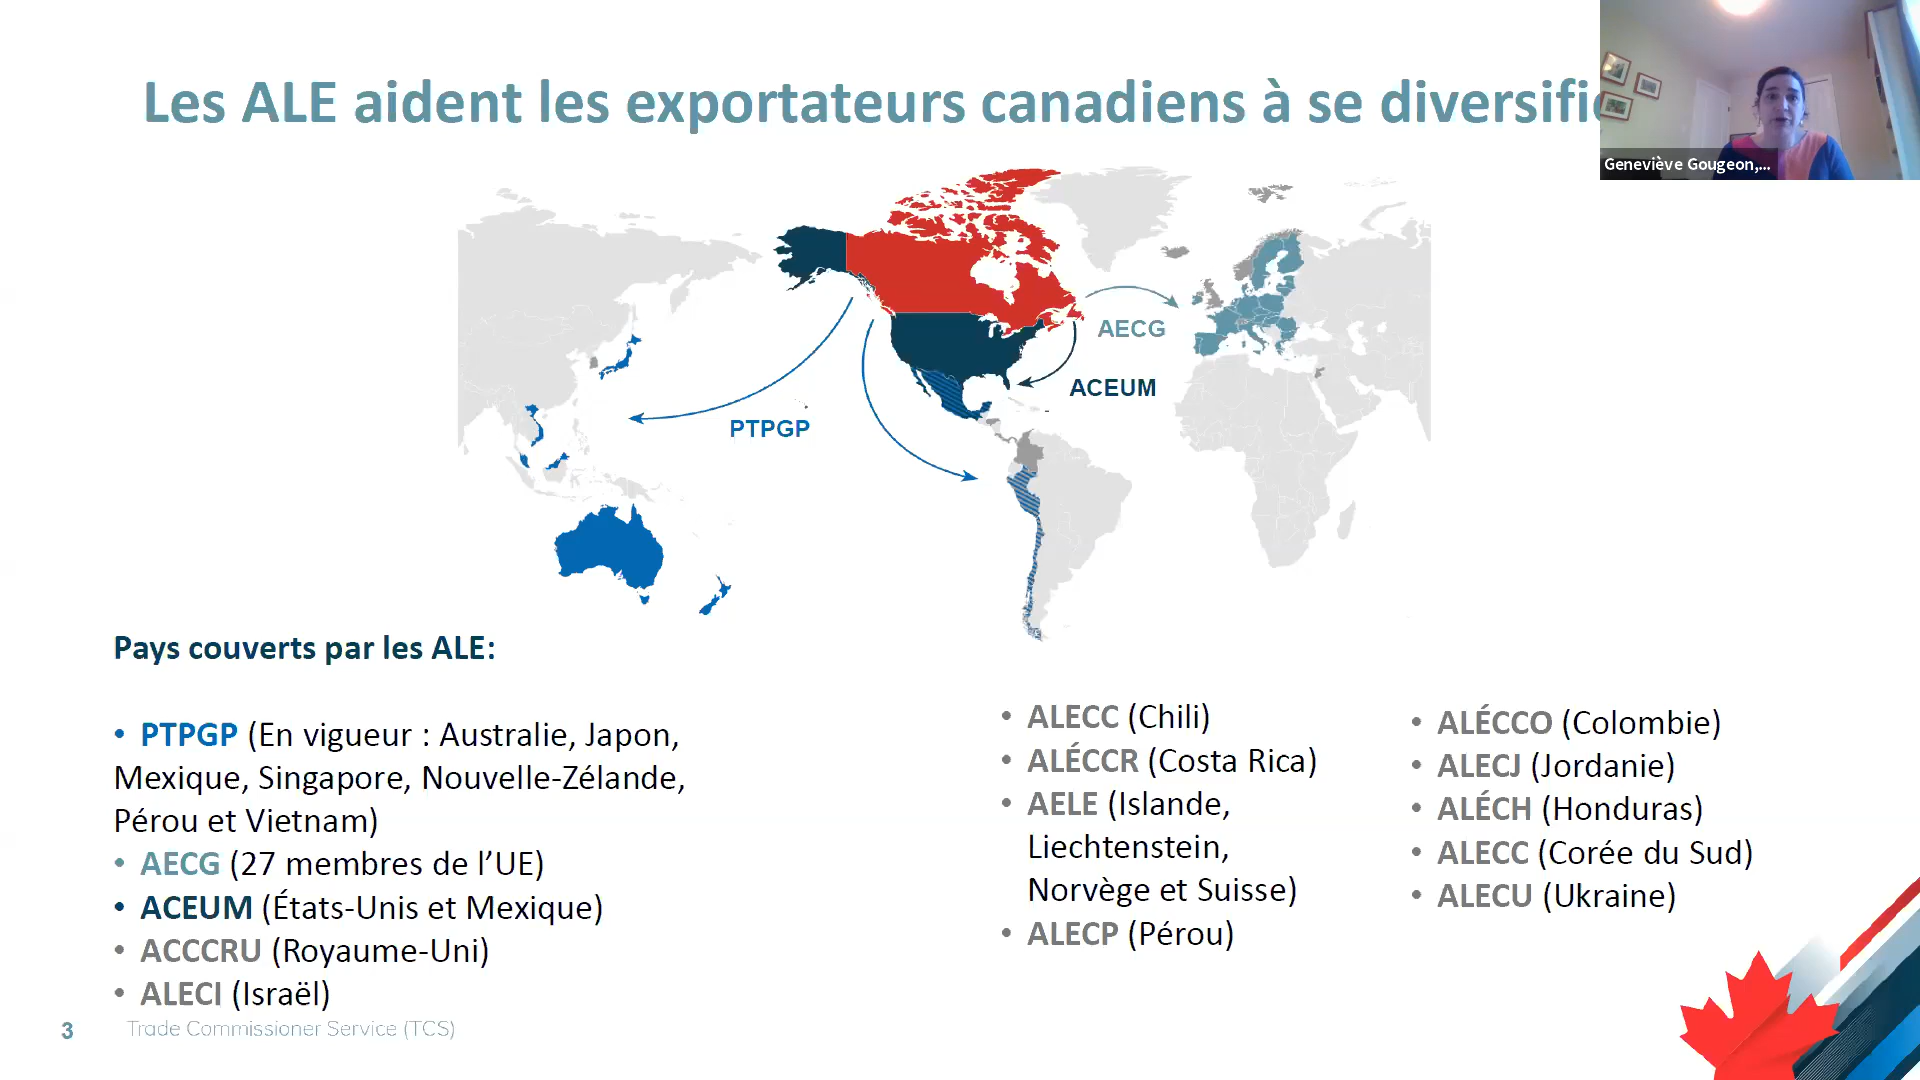 Les ALE aident les exportateurs canadiens à se
Geneviève Gougeon,...
AECG
ACEUM
PTPGP
Pays couverts par les ALE:
• PTPGP (En vigueur : Australie, Japon,
Mexique, Singapore, Nouvelle-Zélande,
Pérou et Vietnam)
• AECG (27 membres de l’UE)
• ACEUM (États-Unis et Mexique)
• ACCCRU (Royaume-Uni)
• ALECI (Israël)
• ALECC (Chili)
• ALÉCCR (Costa Rica)
• AELE (Islande,
Liechtenstein,
Norvège et Suisse)
• ALECP (Pérou)
• ALÉCCO (Colombie)
• ALECJ (Jordanie)
• ALÉCH (Honduras)
• ALECC (Corée du Sud)
• ALECU (Ukraine)
3
Trade Commissioner Service (TCS)